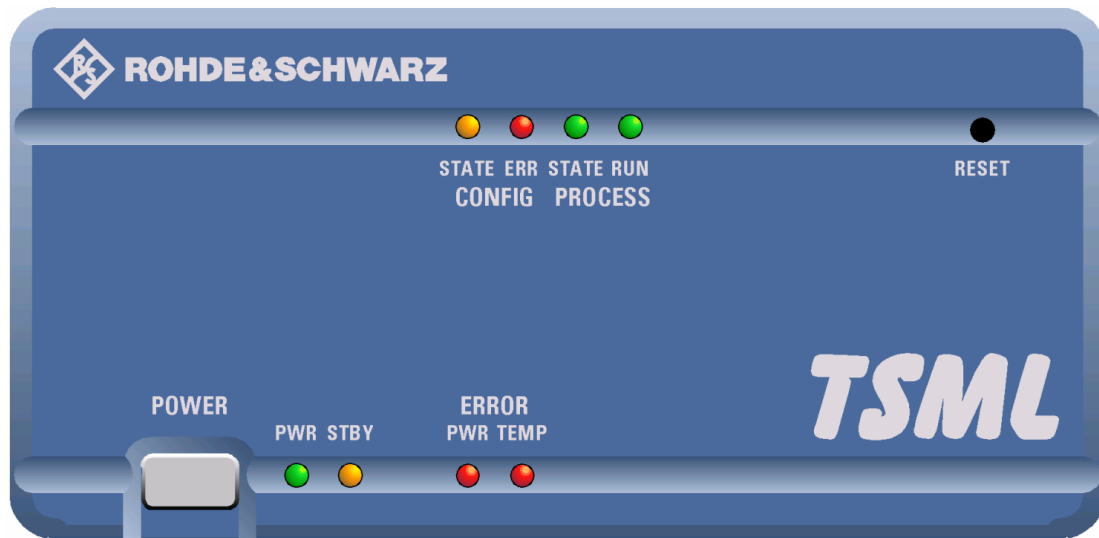 ROHDE&SCHWARZ
STATE ERR STATE RUN
CONFIG PROCESS
RESET
TSML
POWER
ERROR
PWR STBY
PWR TEMP